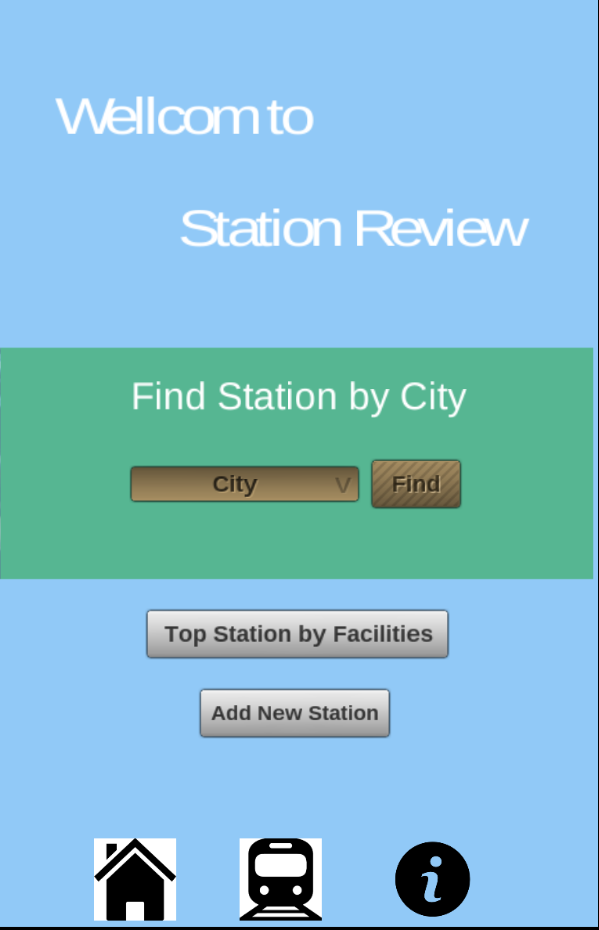 Wellcom to
Station Review
Find Station by City
City V Find
Top Station by Facilities
Add New Station
i